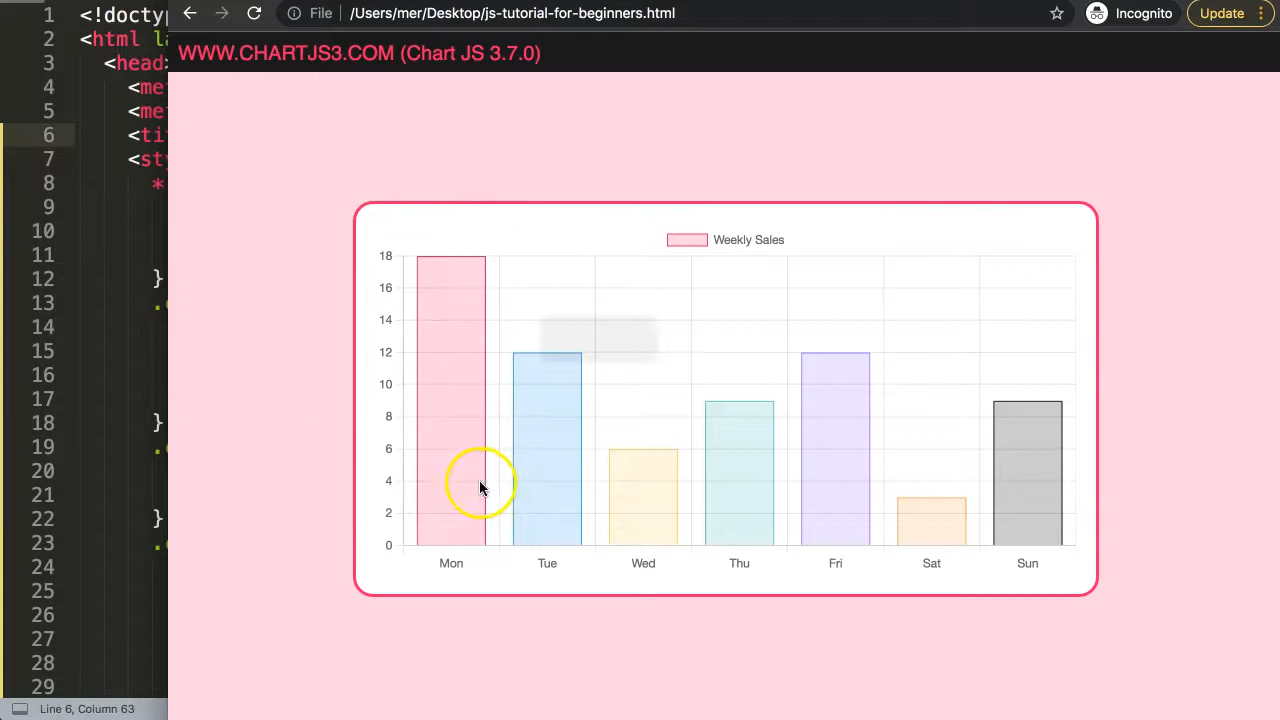 1 <!doctyp
2 <html la
3 <head>
4 <me
5 <me
6 <ti
7 <st
8 *
9
10
11
12 }
13 .
14
15
16
17
18 }
19 .
20
21
22 }
23 .
24
25
26
27
28
29
Line 6, Column 63
File /Users/mer/Desktop/js-tutorial-for-beginners.html Incognito Update
WWW.CHARTJS3.COM (Chart JS 3.7.0)
Weekly Sales
18
16
14
12
10
8
6
4
2
0
Mon Tue Wed Thu Fri Sat Sun